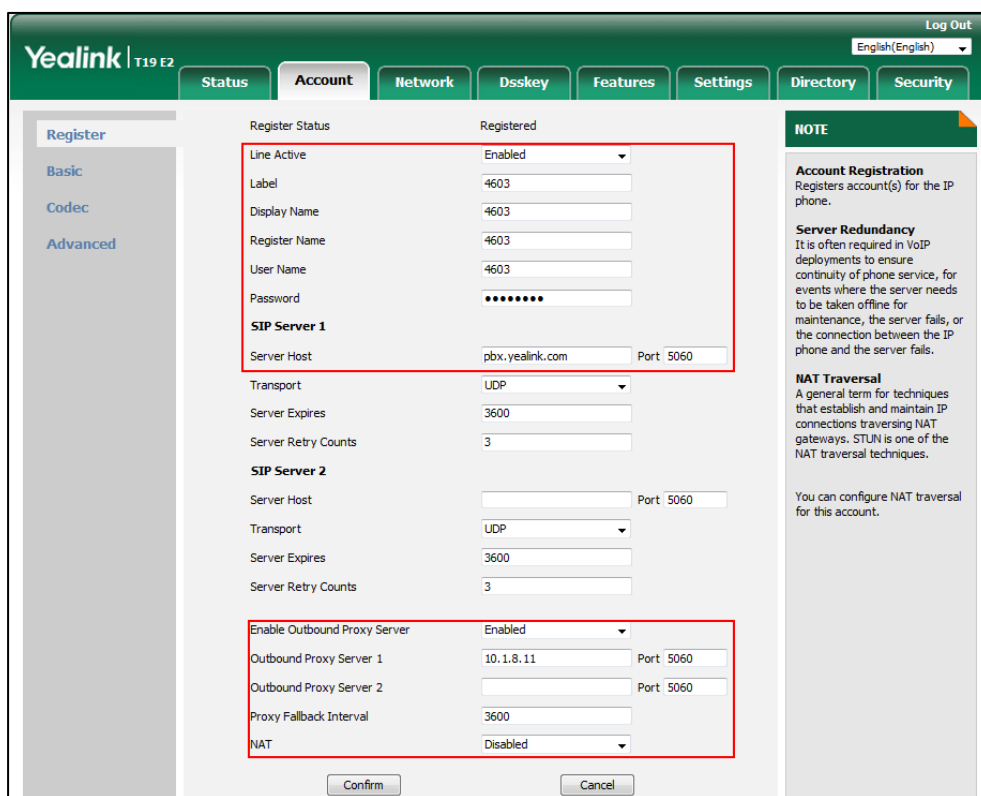 Log Out
Yealink | T19 E2
English(English)
Status Account Network Dsskey Features Settings Directory Security
Register
Basic
Codec
Advanced
Register Status Registered
Line Active Enabled
Label 4603
Display Name 4603
Register Name 4603
User Name 4603
Password ••••••••
SIP Server 1
Server Host pbx.yealink.com Port 5060
Transport UDP
Server Expires 3600
Server Retry Counts 3
SIP Server 2
Server Host Port 5060
Transport UDP
Server Expires 3600
Server Retry Counts 3
Enable Outbound Proxy Server Enabled
Outbound Proxy Server 1 10.1.8.11 Port 5060
Outbound Proxy Server 2 Port 5060
Proxy Fallback Interval 3600
NAT Disabled
Confirm Cancel
NOTE
Account Registration
Registers account(s) for the IP
phone.
Server Redundancy
It is often required in VoIP
deployments to ensure
continuity of phone service, for
events where the server needs
to be taken offline for
maintenance, the server fails, or
the connection between the IP
phone and the server fails.
NAT Traversal
A general term for techniques
that establish and maintain IP
connections traversing NAT
gateways. STUN is one of the
NAT traversal techniques.
You can configure NAT traversal
for this account.